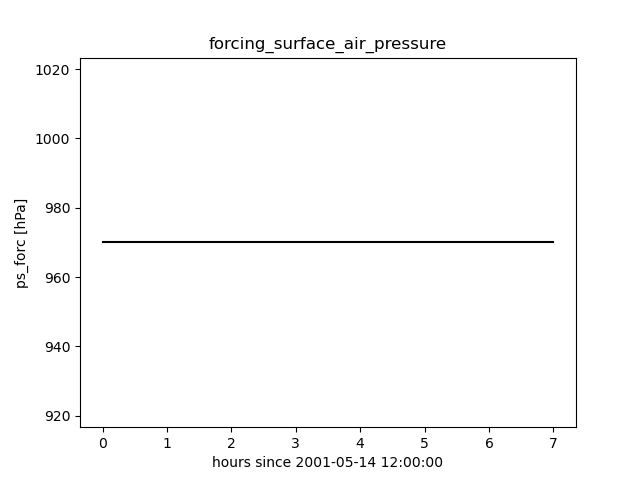 forcing_surface_air_pressure
1020
1000
980
960
940
920
ps_forc [hPa]
0 1 2 3 4 5 6 7
hours since 2001-05-14 12:00:00